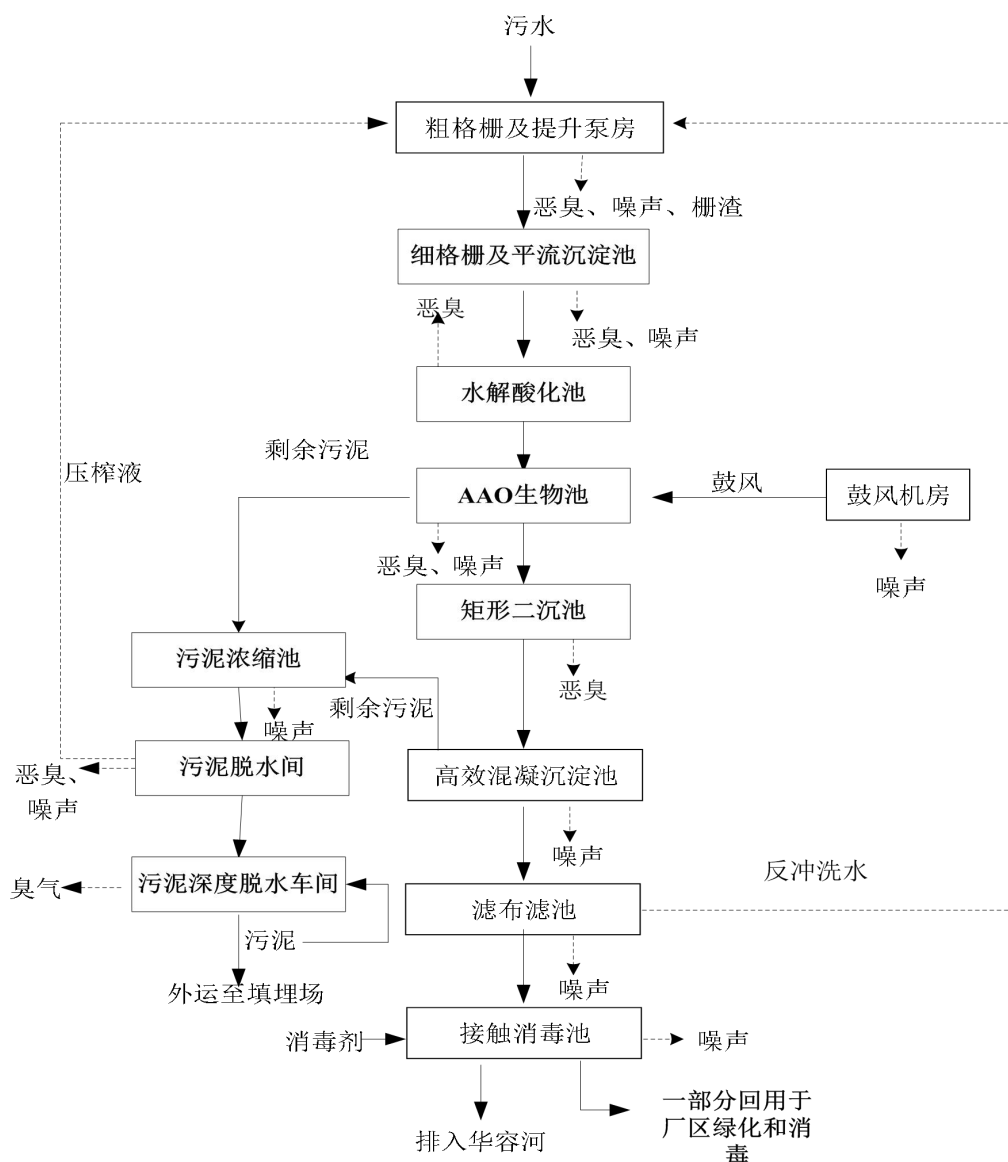 污水
粗格栅及提升泵房
恶臭、噪声、栅渣
细格栅及平流沉淀池
恶臭
恶臭、噪声
水解酸化池
剩余污泥
压榨液
AAO生物池
鼓风
鼓风机房
恶臭、噪声
噪声
矩形二沉池
污泥浓缩池
恶臭
剩余污泥
噪声
污泥脱水间
恶臭、
噪声
高效混凝沉淀池
噪声
反冲洗水
臭气
污泥深度脱水车间
滤布滤池
污泥
噪声
外运至填埋场
消毒剂
接触消毒池
噪声
一部分回用于
厂区绿化和消
毒
排入华容河